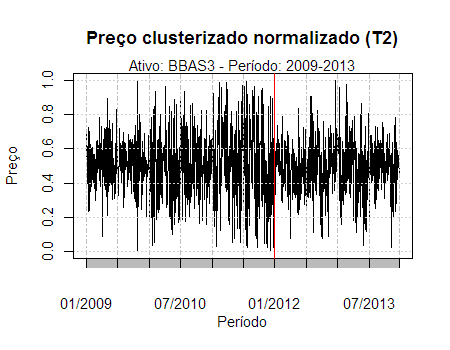 Preço clusterizado normalizado (T2)
Ativo: BBAS3 - Período: 2009-2013
Preço
1.0
0.8
0.6
0.4
0.2
0.0
01/2009 07/2010 01/2012 07/2013
Período